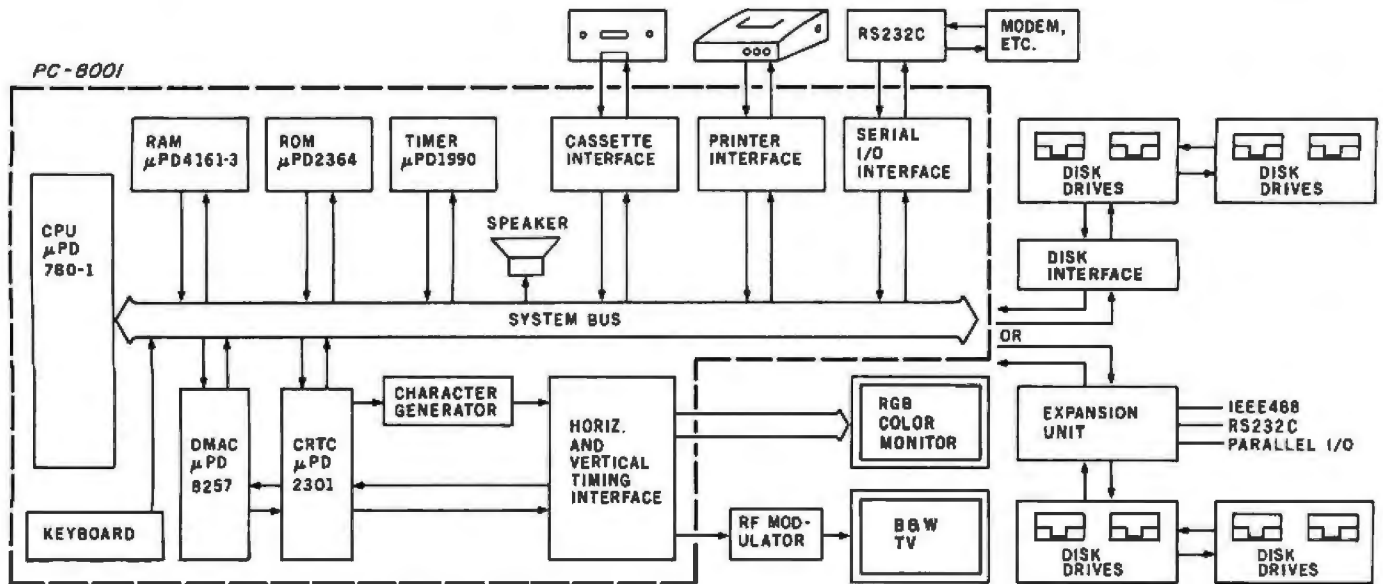 PC-8001
RS232C
MODEM,
ETC.
RAM
μPD4161-3
ROM
μPD2364
TIMER
μPD1990
CASSETTE
INTERFACE
PRINTER
INTERFACE
SERIAL
I/O
INTERFACE
DISK
DRIVES
DISK
DRIVES
CPU
μPD
780-1
SPEAKER
DISK
INTERFACE
SYSTEM BUS
OR
CHARACTER
GENERATOR
HORIZ.
AND
VERTICAL
TIMING
INTERFACE
RGB
COLOR
MONITOR
EXPANSION
UNIT
IEEE488
RS232C
PARALLEL I/O
DMAC
μPD
8257
CRTC
μPD
2301
KEYBOARD
RF MOD-
ULATOR
B&W
TV
DISK
DRIVES
DISK
DRIVES